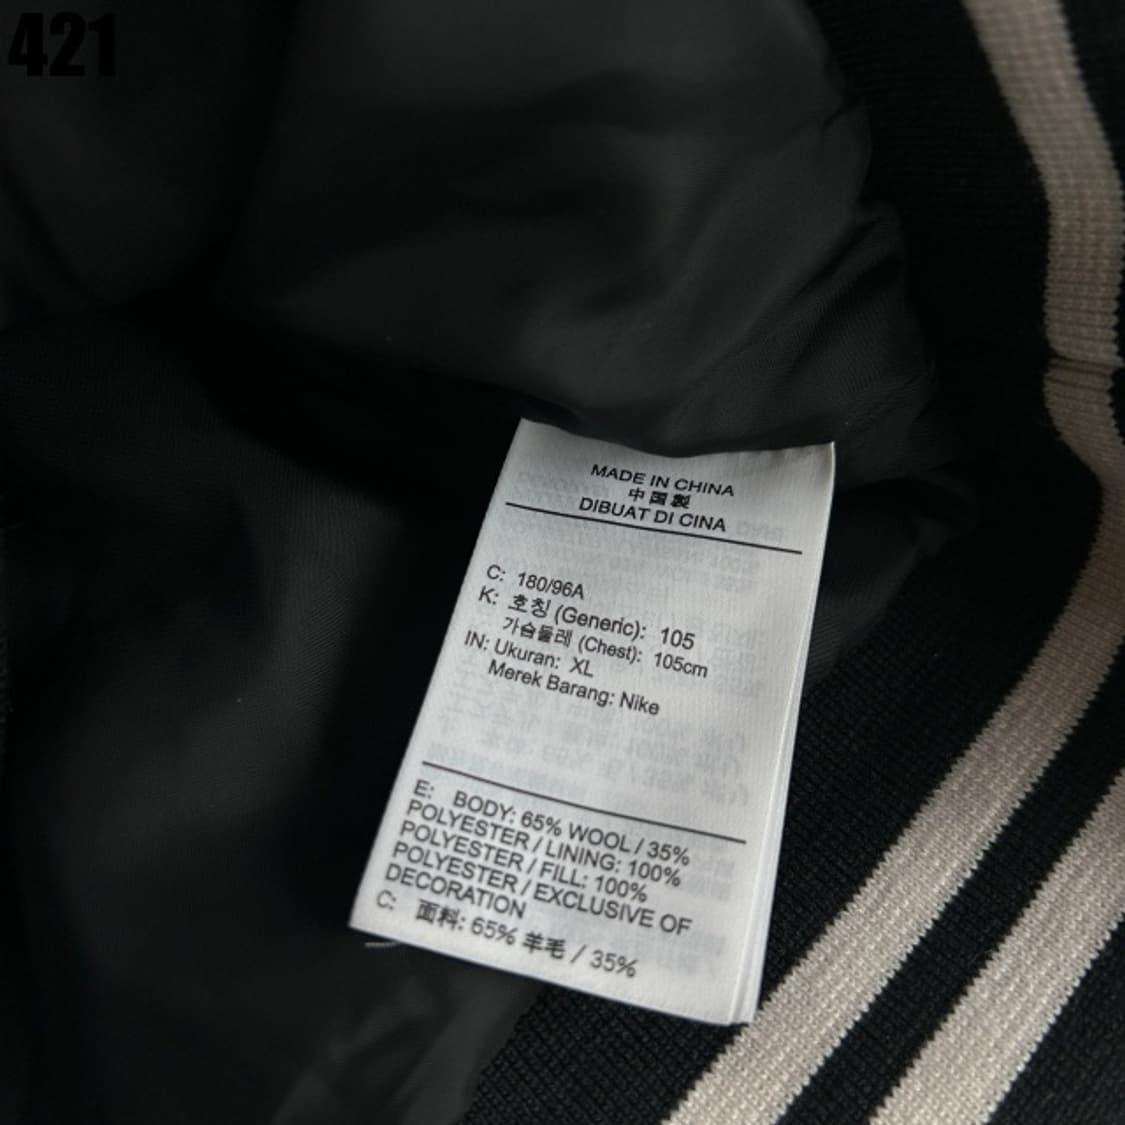 421
MADE IN CHINA
中国製
DIBUAT DI CINA
C: 180/96A
K: 호칭 (Generic): 105
가슴둘레 (Chest): 105cm
IN: Ukuran: XL
Merek Barang: Nike
E: BODY: 65% WOOL / 35%
POLYESTER / LINING: 100%
POLYESTER / FILL: 100%
POLYESTER / EXCLUSIVE OF
DECORATION
C: 面料: 65% 羊毛 / 35%